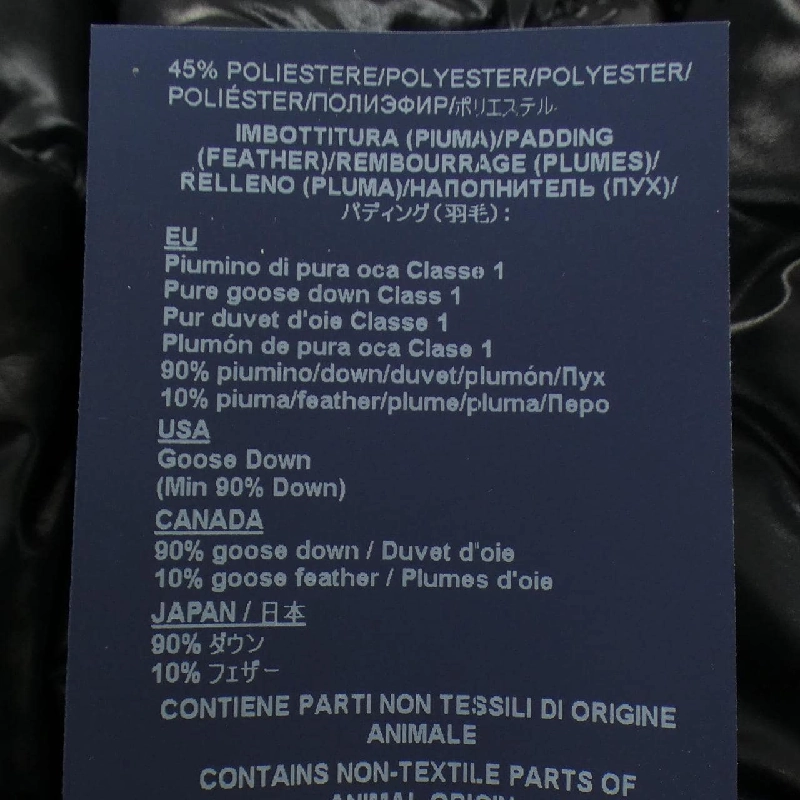 45% POLIESTERE/POLYESTER/POLYESTER/
POLIÉSTER/ПОЛИЭФИР/ポリエステル
IMBOTTITURA (PIUMA)/PADDING
(FEATHER)/REMBOURRAGE (PLUMES)/
RELLENO (PLUMA)/НАПОЛНИТЕЛЬ (ПУХ)/
パディング(羽毛):
EU
Piumino di pura oca Classe 1
Pure goose down Class 1
Pur duvet d'oie Classe 1
Plumón de pura oca Clase 1
90% piumino/down/duvet/plumón/Пух
10% piuma/feather/plume/pluma/Перо
USA
Goose Down
(Min 90% Down)
CANADA
90% goose down / Duvet d'oie
10% goose feather / Plumes d'oie
JAPAN / 日本
90% ダウン
10% フェザー
CONTIENE PARTI NON TESSILI DI ORIGINE
ANIMALE
CONTAINS NON-TEXTILE PARTS OF
ANIMAL ORIGIN